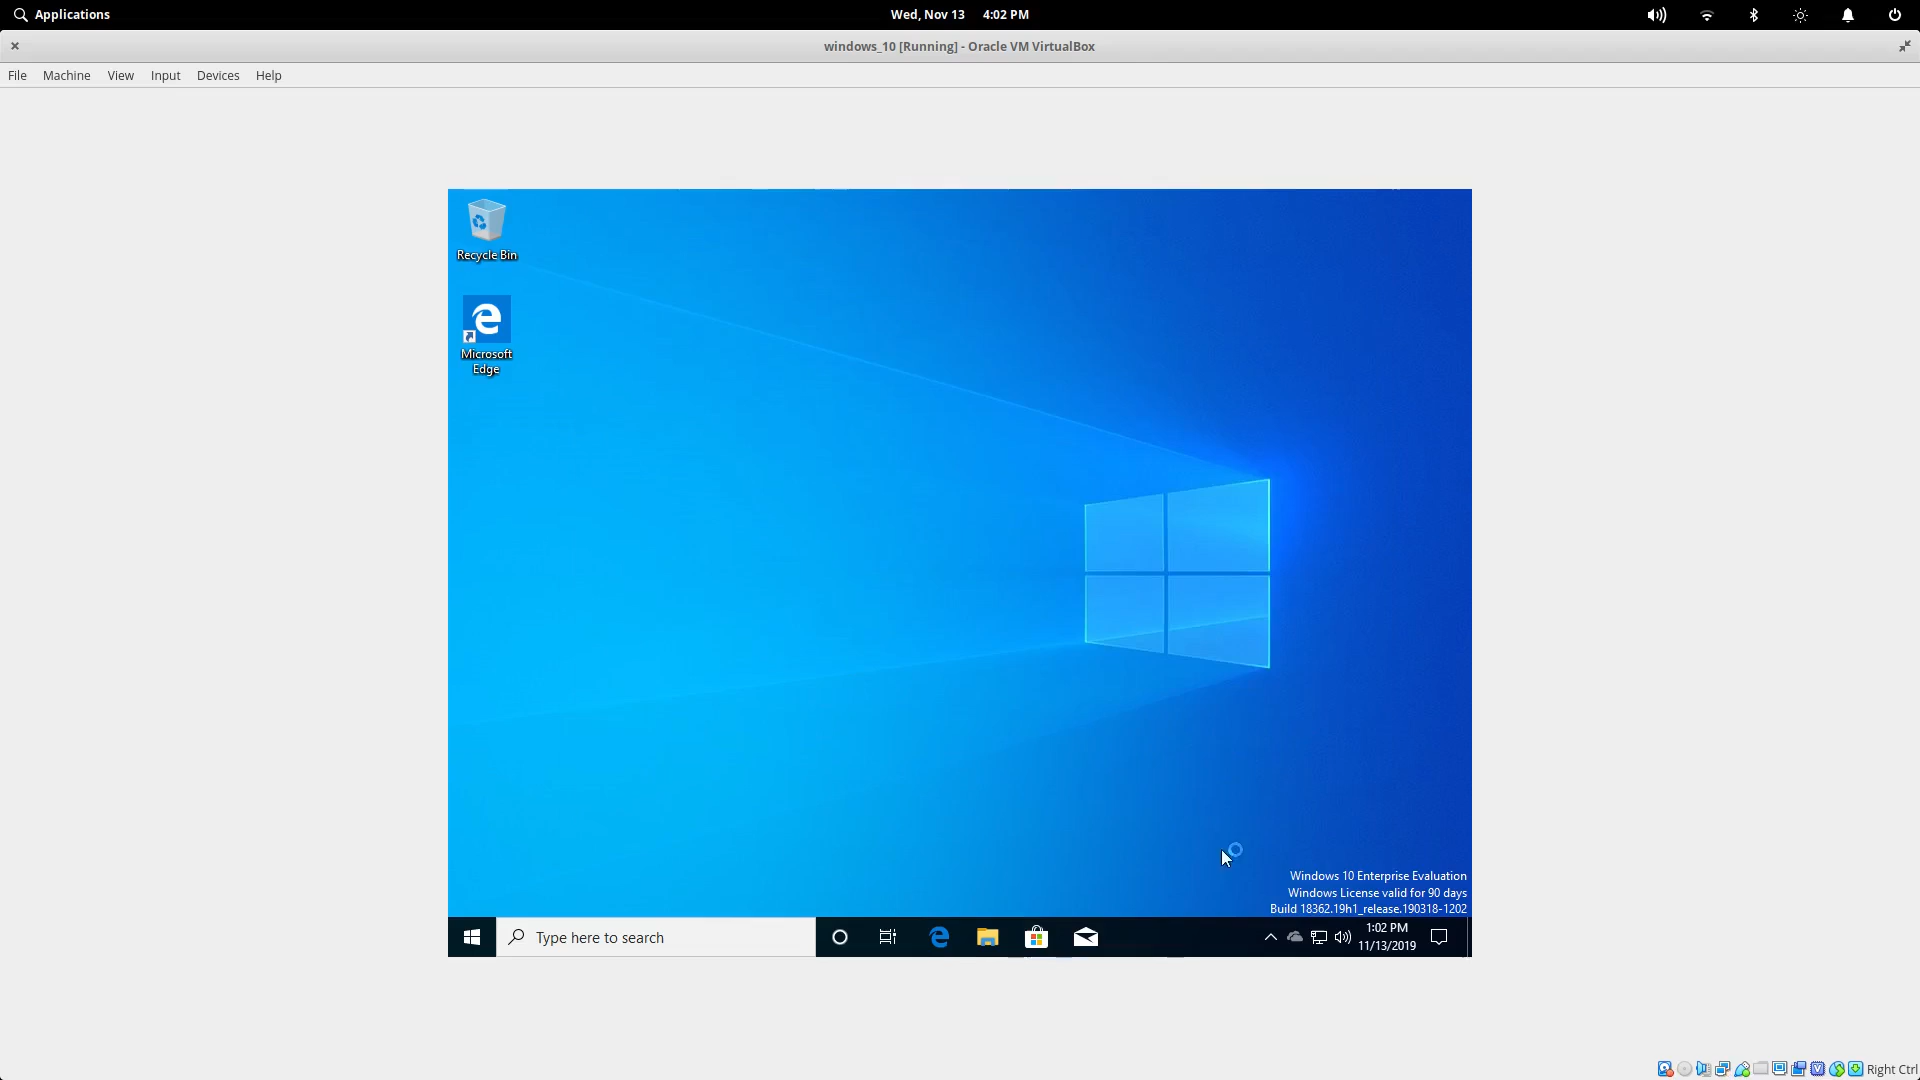 Applications
Wed, Nov 13 4:02 PM
windows_10 [Running] - Oracle VM VirtualBox
File Machine View Input Devices Help
Recycle Bin
Microsoft
Edge
Windows 10 Enterprise Evaluation
Windows License valid for 90 days
Build 18362.19h1_release.190318-1202
Type here to search
1:02 PM
11/13/2019
Right Ctrl